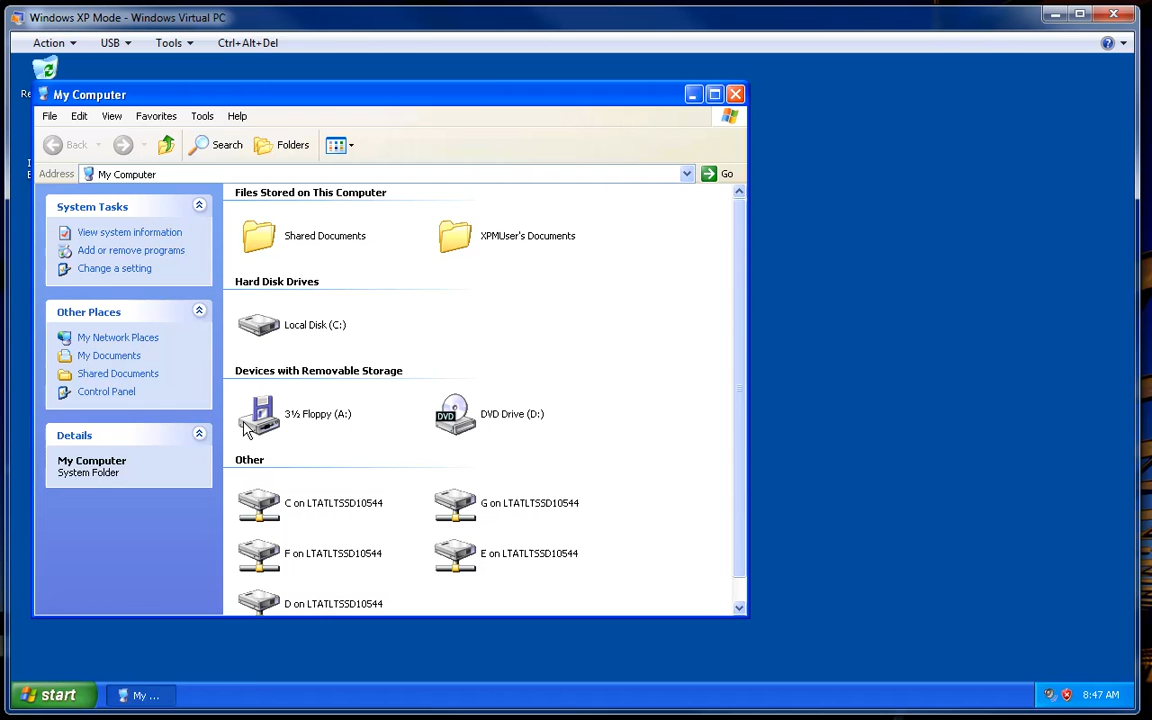 Windows XP Mode - Windows Virtual PC
Action USB Tools Ctrl+Alt+Del
My Computer
File Edit View Favorites Tools Help
Back Search Folders
Address My Computer Go
System Tasks
View system information
Add or remove programs
Change a setting
Other Places
My Network Places
My Documents
Shared Documents
Control Panel
Details
My Computer
System Folder
Files Stored on This Computer
Shared Documents XPMUser's Documents
Hard Disk Drives
Local Disk (C:)
Devices with Removable Storage
3½ Floppy (A:) DVD Drive (D:)
DVD
Other
C on LTATLTSSD10544 G on LTATLTSSD10544
F on LTATLTSSD10544 E on LTATLTSSD10544
D on LTATLTSSD10544
start My ... 8:47 AM